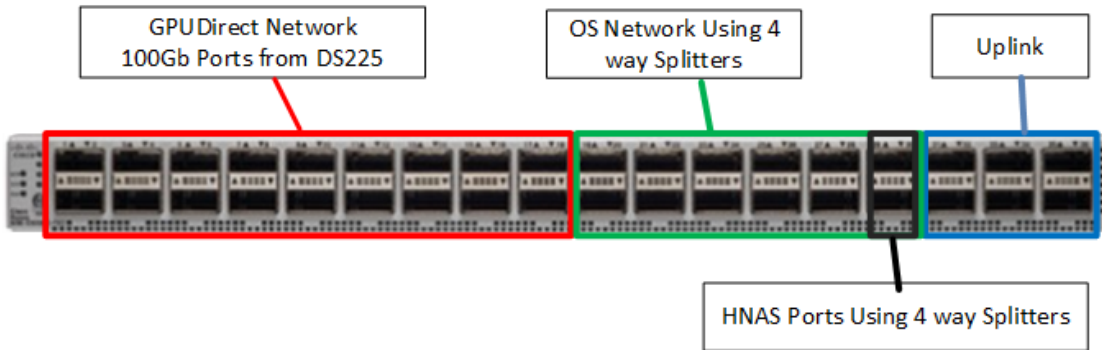 GPUDirect Network
100Gb Ports from DS225
OS Network Using 4
way Splitters
Uplink
HNAS Ports Using 4 way Splitters